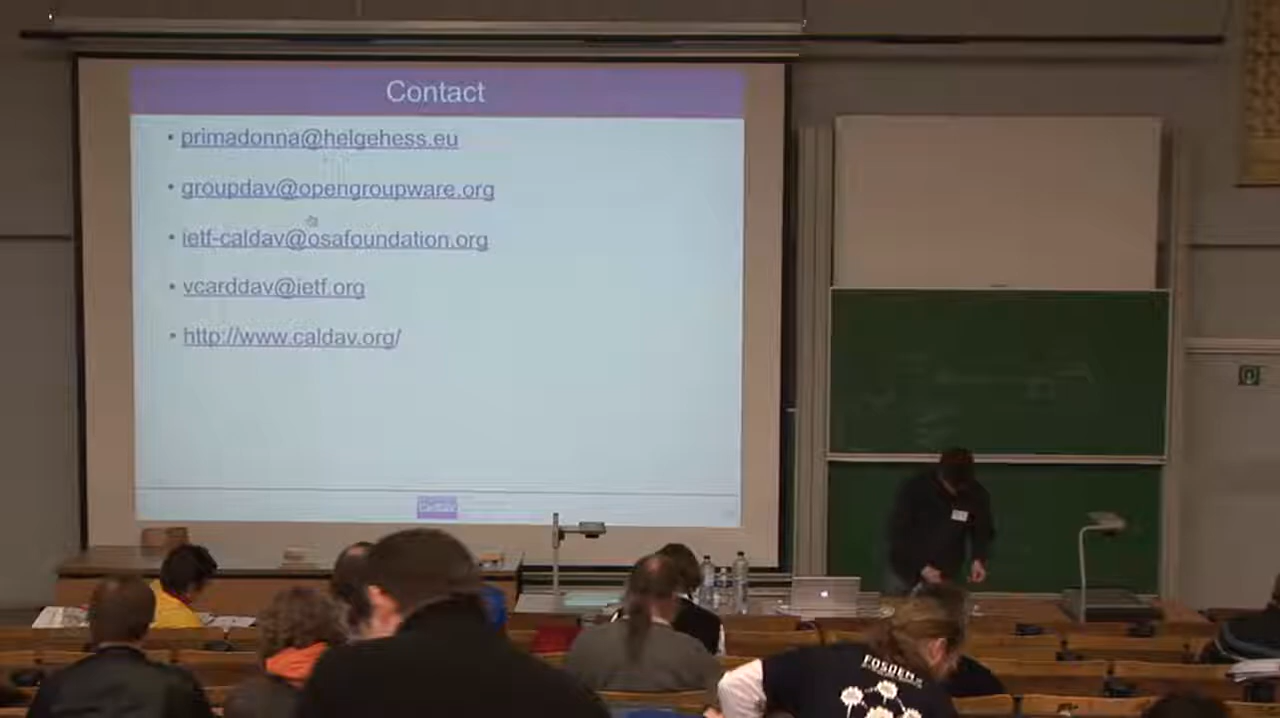 Contact
• primadonna@helgehess.eu
• groupdav@opengroupware.org
• ietf-caldav@osafoundation.org
• vcarddav@ietf.org
• http://www.caldav.org/
CalDAV
FOSDEM